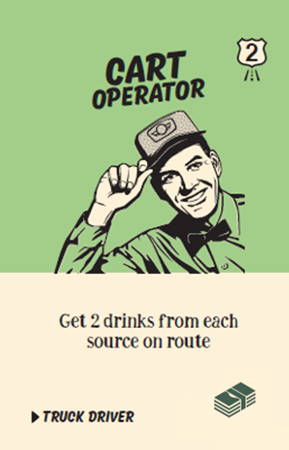 2
CART
OPERATOR
Get 2 drinks from each
source on route
TRUCK DRIVER